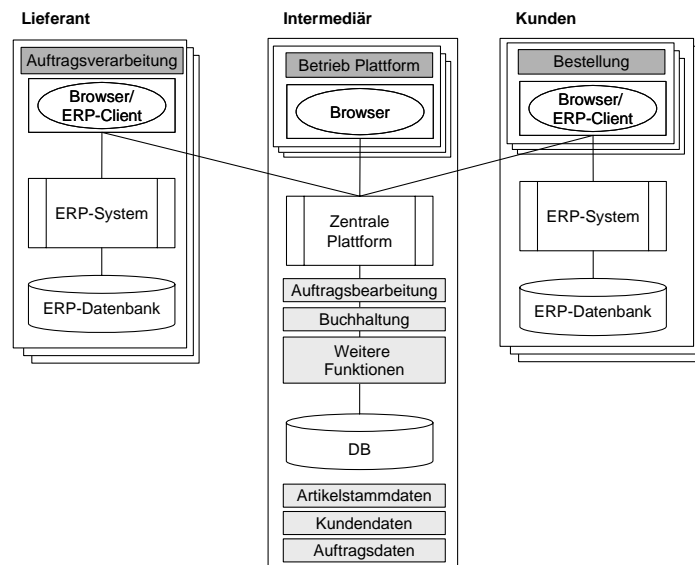 Lieferant
Auftragsverarbeitung
Browser/
ERP-Client
ERP-System
ERP-Datenbank
Intermediär
Betrieb Plattform
Browser
Zentrale
Plattform
Auftragsbearbeitung
Buchhaltung
Weitere
Funktionen
DB
Artikelstammdaten
Kundendaten
Auftragsdaten
Kunden
Bestellung
Browser/
ERP-Client
ERP-System
ERP-Datenbank